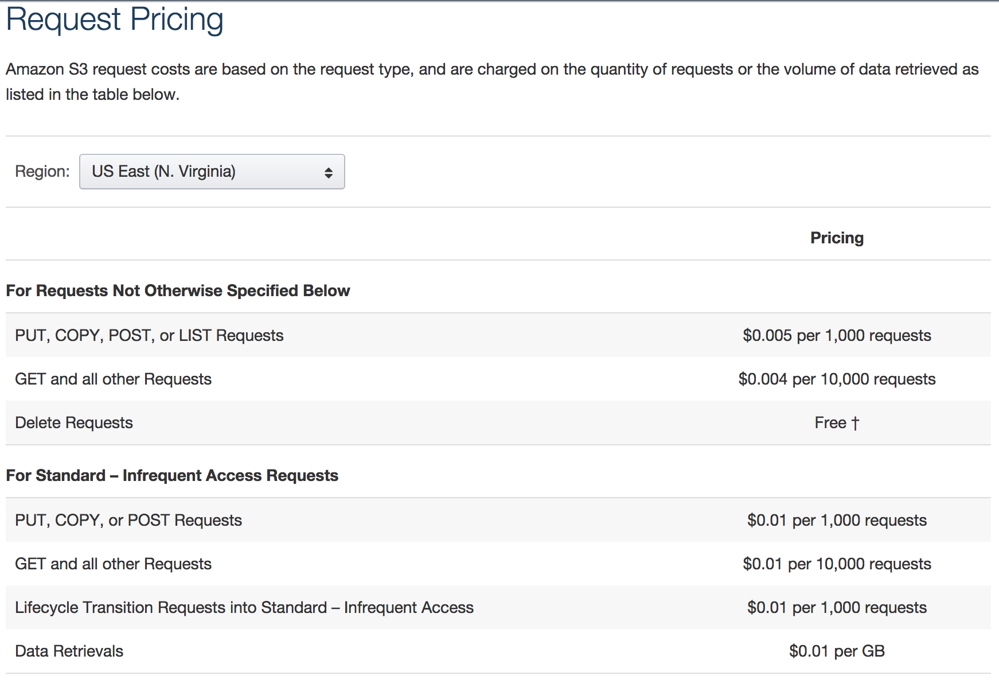 Request Pricing
Amazon S3 request costs are based on the request type, and are charged on the quantity of requests or the volume of data retrieved as
listed in the table below.
Region: US East (N. Virginia)
Pricing
For Requests Not Otherwise Specified Below
PUT, COPY, POST, or LIST Requests $0.005 per 1,000 requests
GET and all other Requests $0.004 per 10,000 requests
Delete Requests Free †
For Standard – Infrequent Access Requests
PUT, COPY, or POST Requests $0.01 per 1,000 requests
GET and all other Requests $0.01 per 10,000 requests
Lifecycle Transition Requests into Standard – Infrequent Access $0.01 per 1,000 requests
Data Retrievals $0.01 per GB